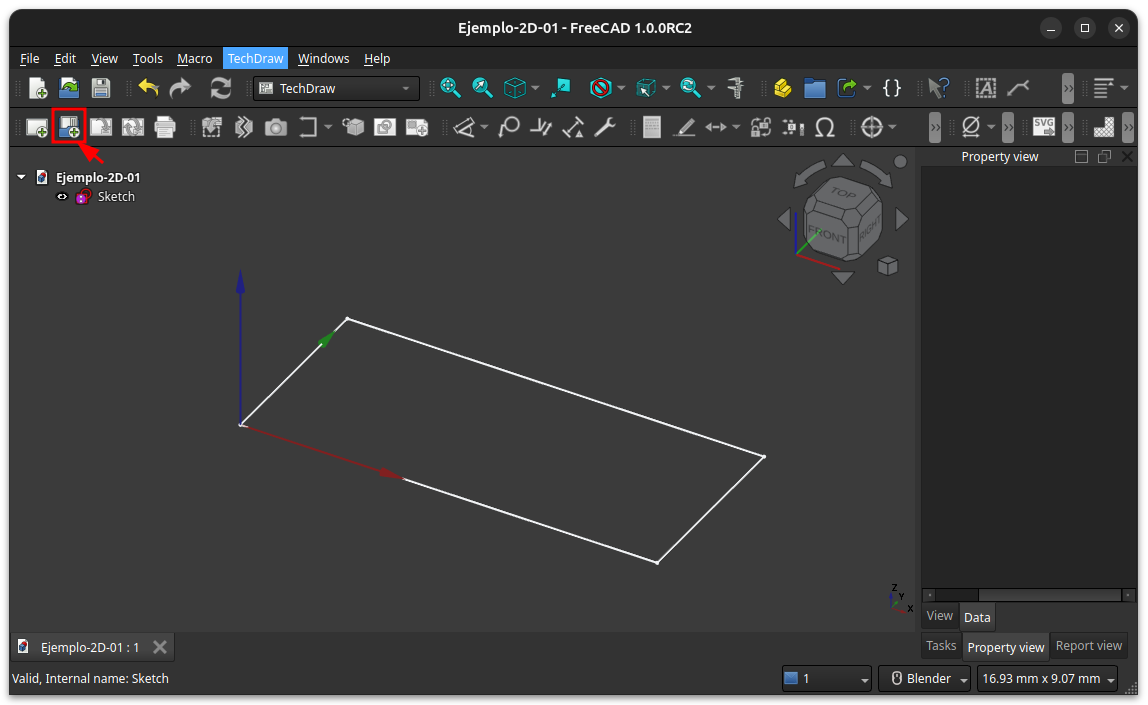 Ejemplo-2D-01 - FreeCAD 1.0.0RC2
File Edit View Tools Macro TechDraw Windows Help
TechDraw
SVG
Ejemplo-2D-01
Sketch
TOP
FRONT
RIGHT
Property view
Z
Y
X
View Data
Tasks Property view Report view
Ejemplo-2D-01 : 1
Valid, Internal name: Sketch
1
Blender
16.93 mm x 9.07 mm